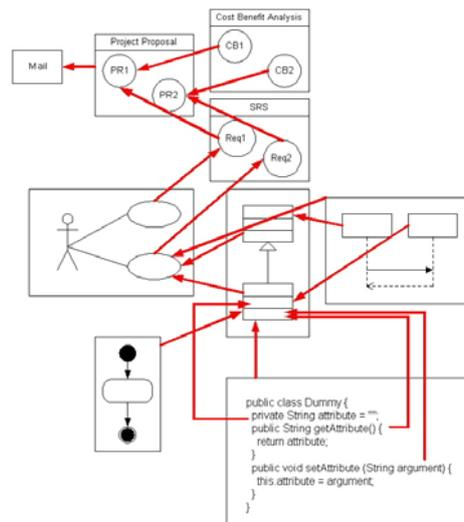 Cost Benefit Analysis
Project Proposal
CB1
Mail
PR1
CB2
PR2
SRS
Req1
Req2
public class Dummy {
private String attribute = "";
public String getAttribute() {
return attribute;
}
public void setAttribute (String argument) {
this.attribute = argument;
}
}